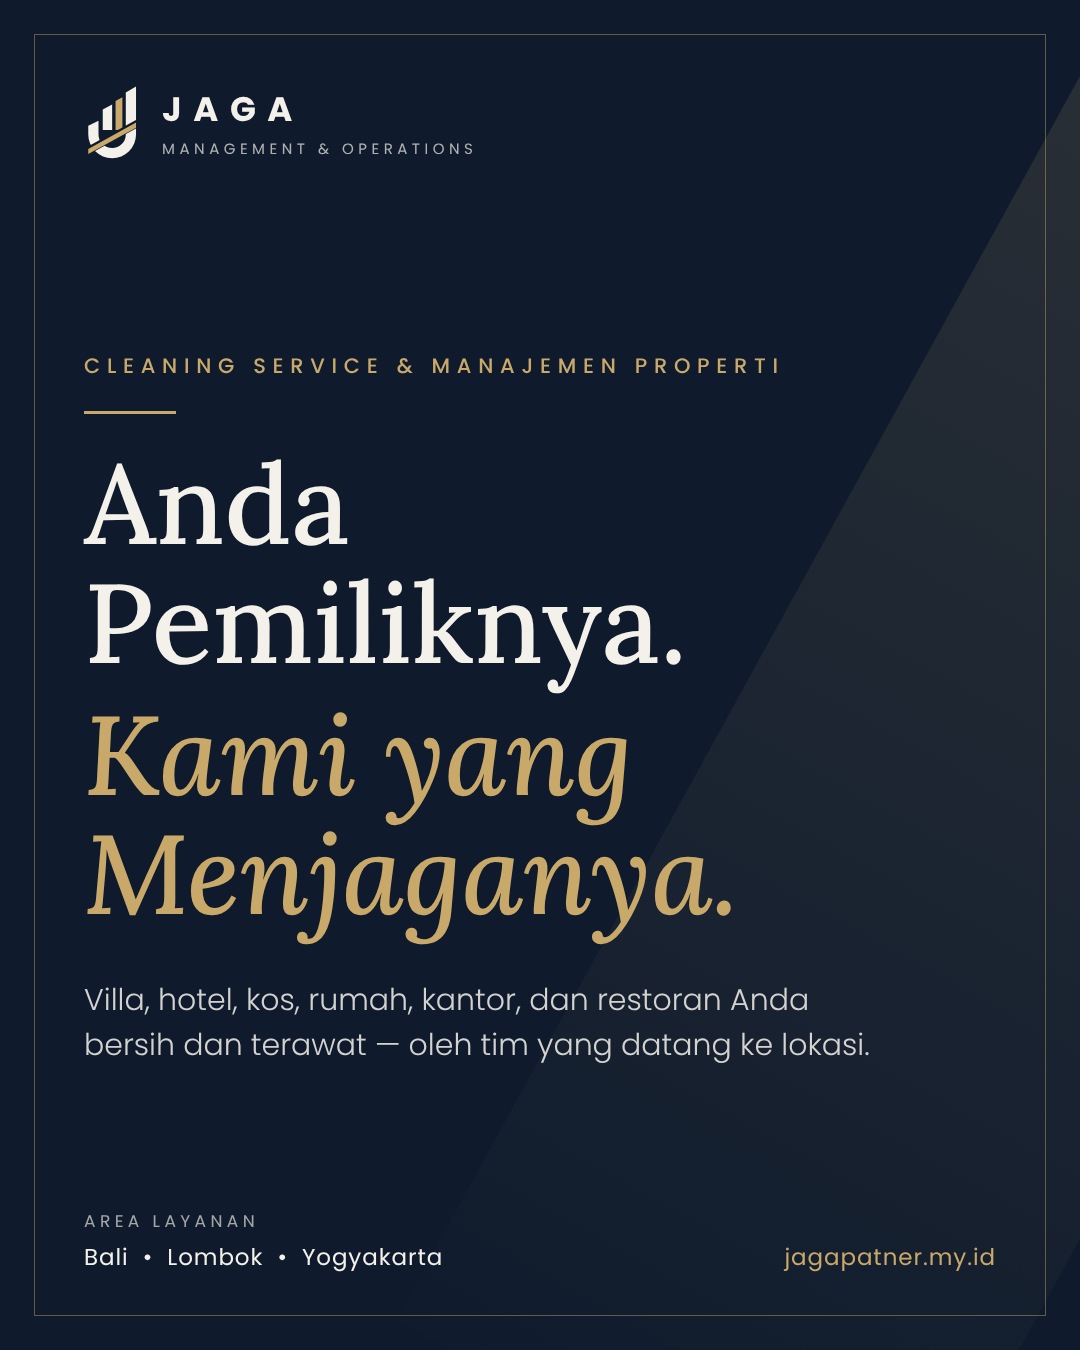 JAGA
MANAGEMENT & OPERATIONS
CLEANING SERVICE & MANAJEMEN PROPERTI
Anda
Pemiliknya.
Kami yang
Menjaganya.
Villa, hotel, kos, rumah, kantor, dan restoran Anda
bersih dan terawat — oleh tim yang datang ke lokasi.
AREA LAYANAN
Bali • Lombok • Yogyakarta
jagapatner.my.id